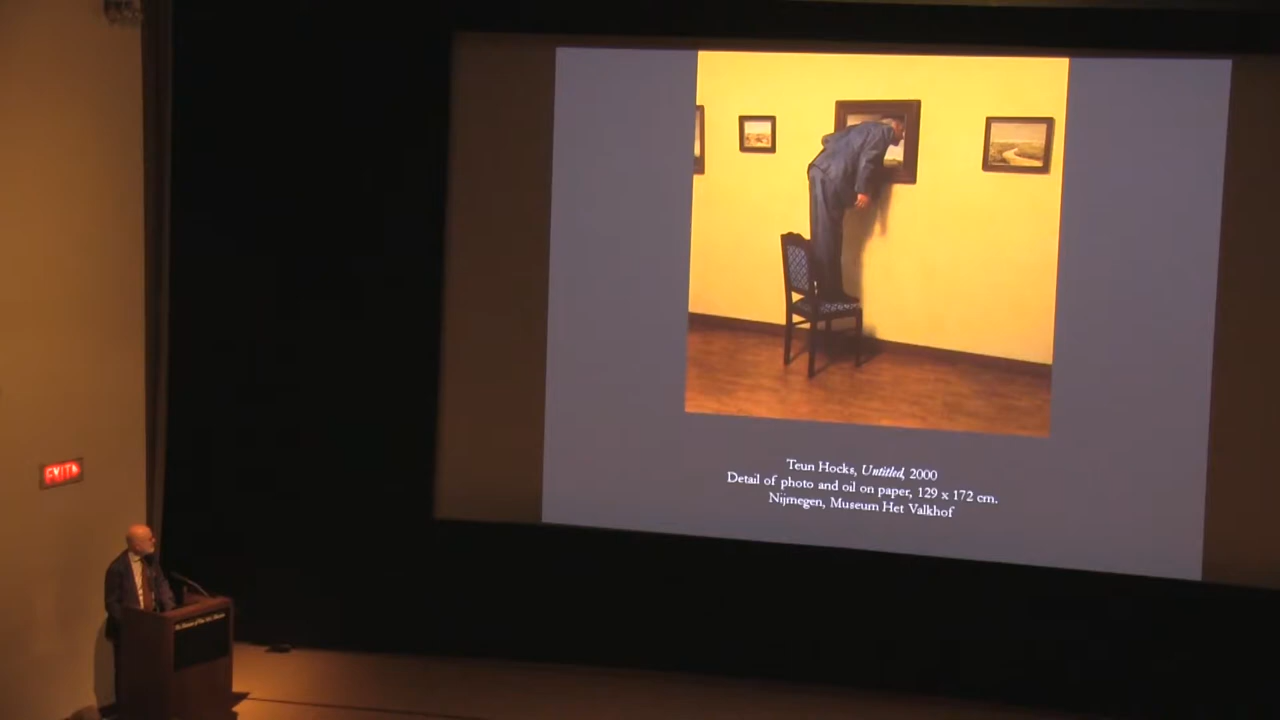 Teun Hocks, Untitled, 2000
Detail of photo and oil on paper, 129 x 172 cm.
Nijmegen, Museum Het Valkhof
EXIT